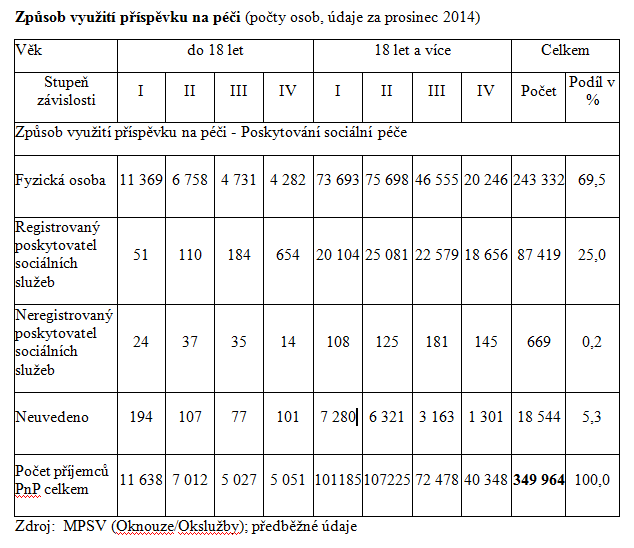 Způsob využití příspěvku na péči (počty osob, údaje za prosinec 2014)
Věk do 18 let 18 let a více Celkem
Stupeň závislosti I II III IV I II III IV Počet Podíl v %
Způsob využití příspěvku na péči - Poskytování sociální péče
Fyzická osoba 11 369 6 758 4 731 4 282 73 693 75 698 46 555 20 246 243 332 69,5
Registrovaný poskytovatel sociálních služeb 51 110 184 654 20 104 25 081 22 579 18 656 87 419 25,0
Neregistrovaný poskytovatel sociálních služeb 24 37 35 14 108 125 181 145 669 0,2
Neuvedeno 194 107 77 101 7 280 6 321 3 163 1 301 18 544 5,3
Počet příjemců PnP celkem 11 638 7 012 5 027 5 051 101185 107225 72 478 40 348 349 964 100,0
Zdroj: MPSV (Oknouze/Okslužby); předběžné údaje